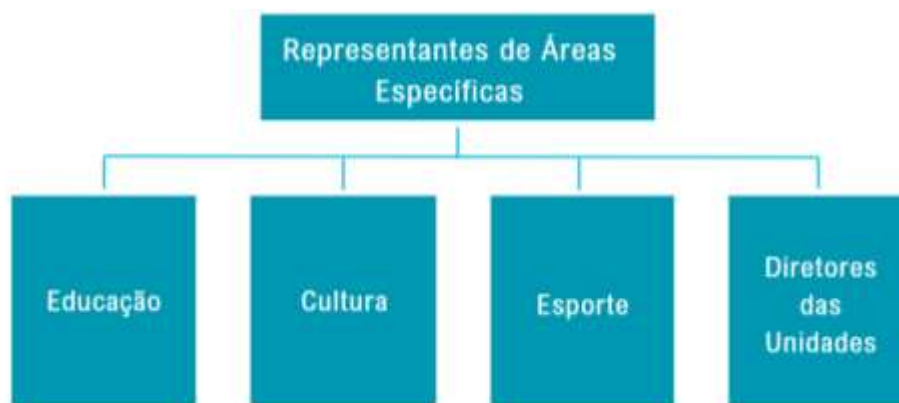 Representantes de Áreas
Específicas
Educação
Cultura
Esporte
Diretores
das
Unidades